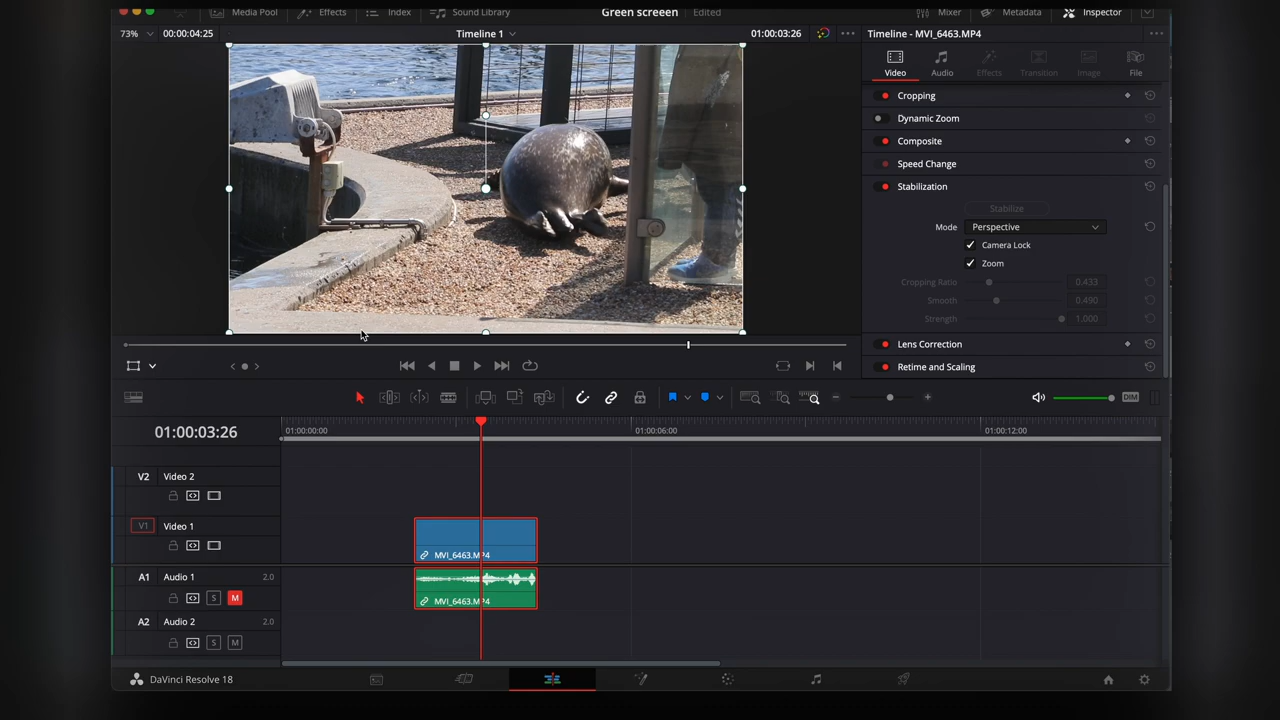 Media Pool Effects Index Sound Library Green screeen Edited Mixer Metadata Inspector
73% 00:00:04:25 Timeline 1 01:00:03:26 Timeline - MVI_6463.MP4
Video Audio Effects Transition Image File
Cropping
Dynamic Zoom
Composite
Speed Change
Stabilization
Stabilize
Mode Perspective
Camera Lock
Zoom
Cropping Ratio 0.433
Smooth 0.490
Strength 1.000
Lens Correction
Retime and Scaling
DIM
01:00:03:26 01:00:00:00 01:00:06:00 01:00:12:00
V2 Video 2
V1 Video 1
MVI_6463.MP4
A1 Audio 1 2.0
S M
MVI_6463.MP4
A2 Audio 2 2.0
S M
DaVinci Resolve 18